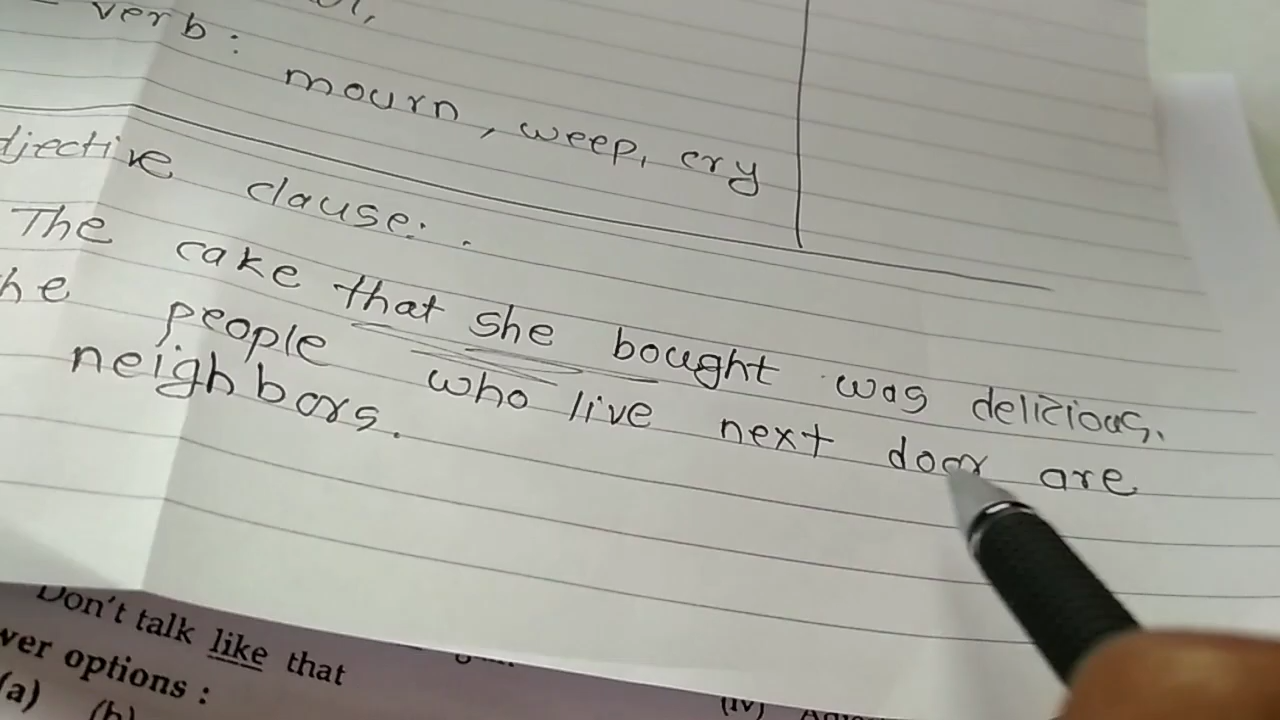 verb : mourn, weep, cry
djective clause:
The cake that she bought was delicious.
he people who live next door are
neighbors.
Don't talk like that
ver options :
(a) (b)
(iv)